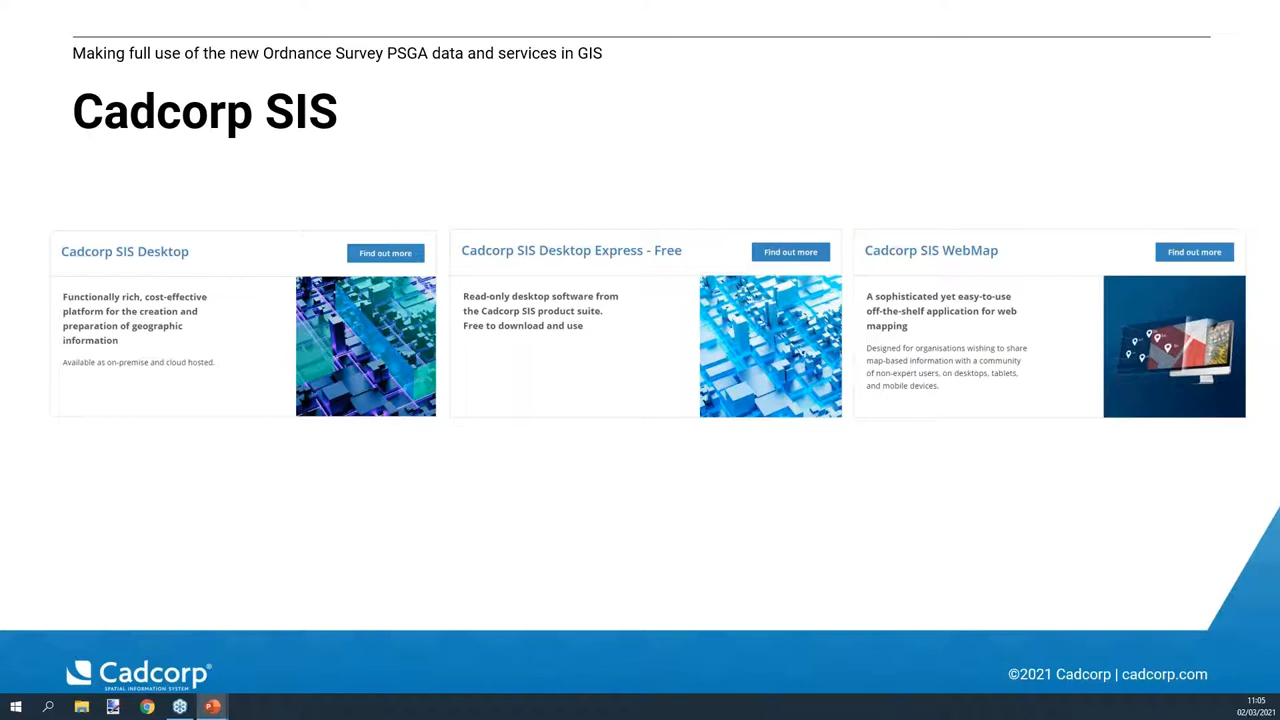 Making full use of the new Ordnance Survey PSGA data and services in GIS
Cadcorp SIS
Cadcorp SIS Desktop
Find out more
Functionally rich, cost-effective
platform for the creation and
preparation of geographic
information
Available as on-premise and cloud hosted.
Cadcorp SIS Desktop Express - Free
Find out more
Read-only desktop software from
the Cadcorp SIS product suite.
Free to download and use
Cadcorp SIS WebMap
Find out more
A sophisticated yet easy-to-use
off-the-shelf application for web
mapping
Designed for organisations wishing to share
map-based information with a community
of non-expert users, on desktops, tablets,
and mobile devices.
Cadcorp®
SPATIAL INFORMATION SYSTEM
©2021 Cadcorp | cadcorp.com
11:05
02/03/2021